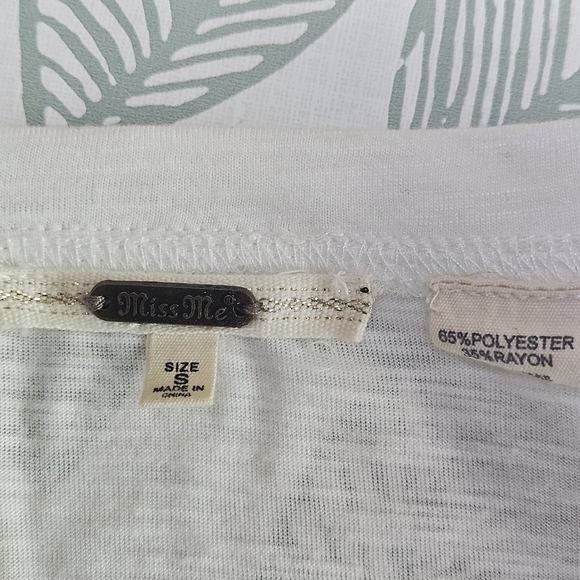 Miss Me
SIZE
S
MADE IN
CHINA
65%POLYESTER
35%RAYON